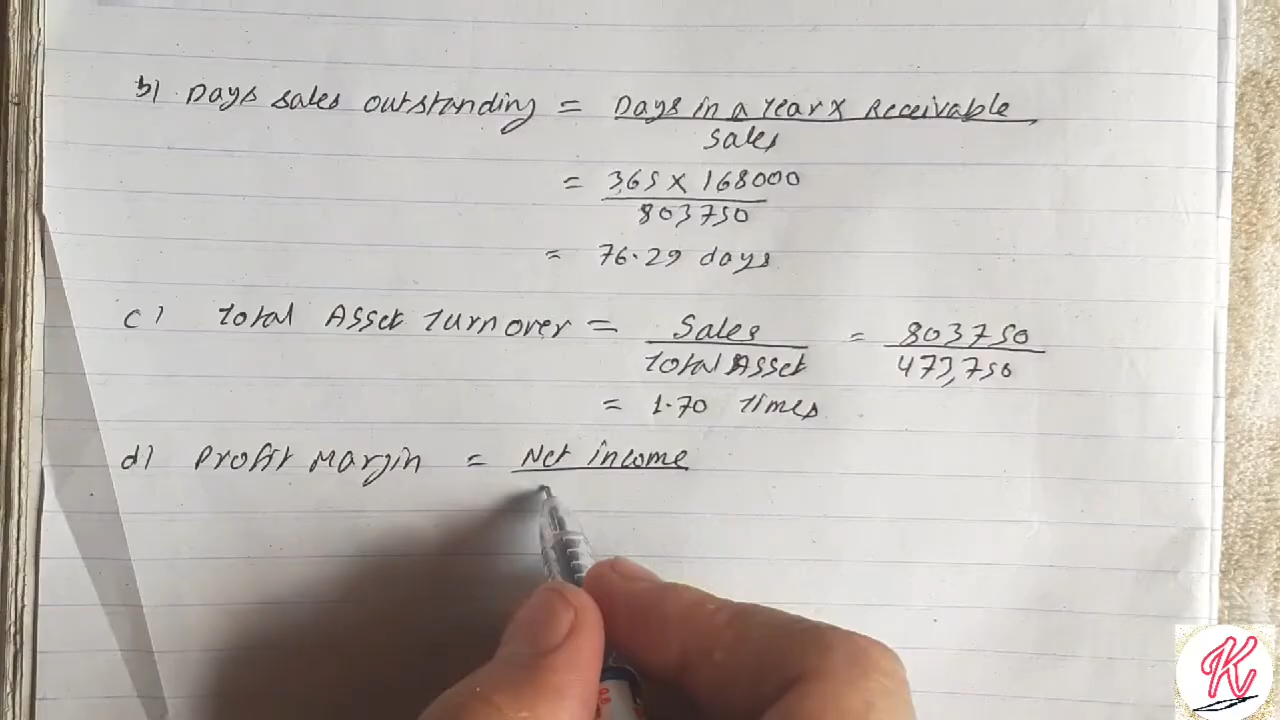 b) Days sales outstanding = Days in a Year X Receivable
Sales
= 365 X 168000
803750
= 76.29 days
c) Total Asset Turnover = Sales = 803750
Total Asset 473,750
= 1.70 Times
d) Profit Margin = Net income
K